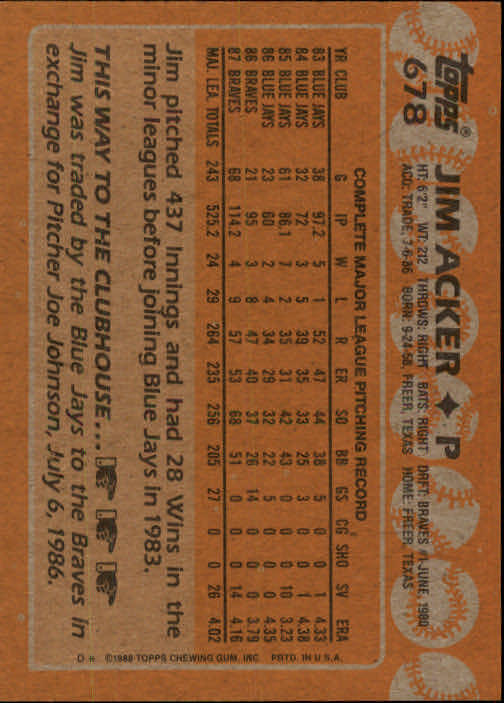 topps®
678
JIM ACKER ✦ P
HT: 6'2" WT: 212 THROWS: RIGHT BATS: RIGHT DRFT: BRAVES #1-JUNE, 1980
ACQ: TRADE, 7-6-86 BORN: 9-24-58, FREER, TEXAS HOME: FREER, TEXAS
COMPLETE MAJOR LEAGUE PITCHING RECORD
YR CLUB G IP W L R ER SO BB GS CG SHO SV ERA
83 BLUE JAYS 38 97.2 5 1 52 47 44 38 5 0 0 1 4.33
84 BLUE JAYS 32 72 3 5 39 35 33 25 3 0 0 1 4.38
85 BLUE JAYS 61 86.1 7 2 35 31 42 43 0 0 0 10 3.23
86 BLUE JAYS 23 60 2 4 34 29 32 22 5 0 0 0 4.35
86 BRAVES 21 95 3 8 47 40 37 26 14 0 0 0 3.79
87 BRAVES 68 114.2 4 9 57 53 68 51 0 0 0 14 4.16
MAJ. LEA. TOTALS 243 525.2 24 29 264 235 256 205 27 0 0 26 4.02
Jim pitched 437 Innings and had 28 Wins in the
minor leagues before joining Blue Jays in 1983.
THIS WAY TO THE CLUBHOUSE...
Jim was traded by the Blue Jays to the Braves in
exchange for Pitcher Joe Johnson, July 6, 1986.
©1988 TOPPS CHEWING GUM, INC. PRTD. IN U.S.A.